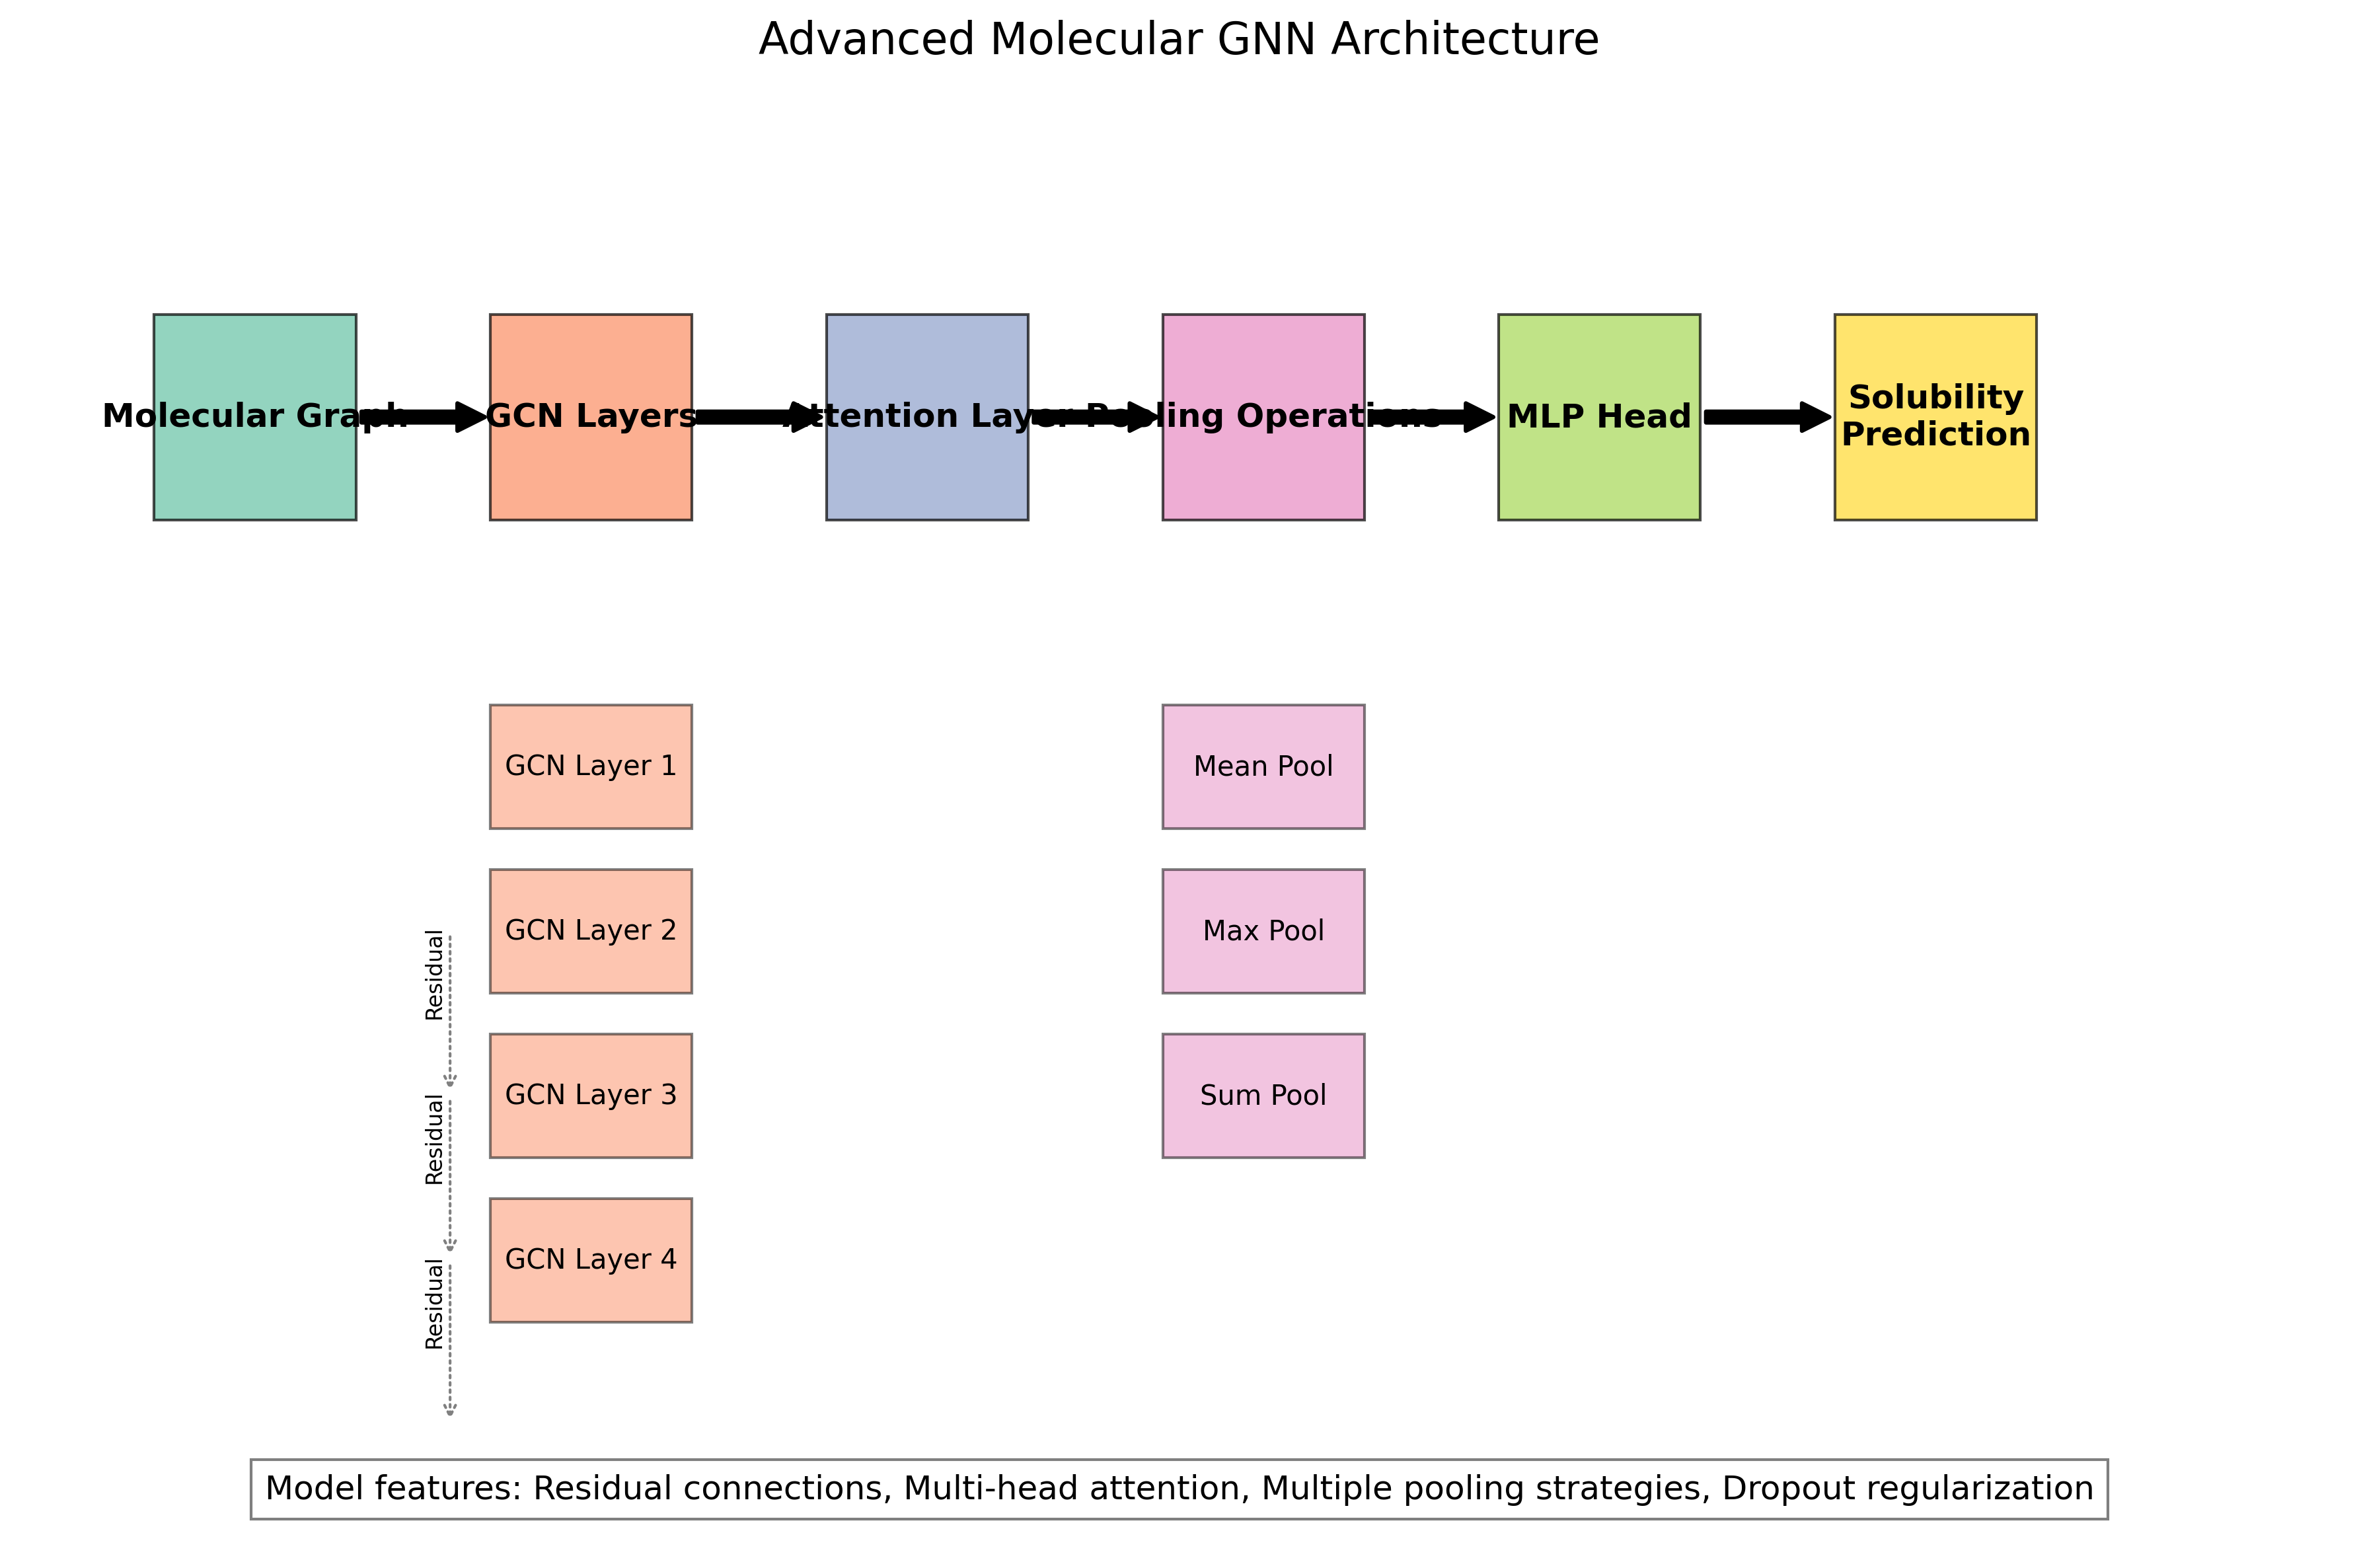 Advanced Molecular GNN Architecture
Molecular Graph
GCN Layers
Attention Layer
Pooling Operations
MLP Head
Solubility
Prediction
GCN Layer 1
Mean Pool
GCN Layer 2
Max Pool
Residual
GCN Layer 3
Sum Pool
Residual
GCN Layer 4
Residual
Model features: Residual connections, Multi-head attention, Multiple pooling strategies, Dropout regularization